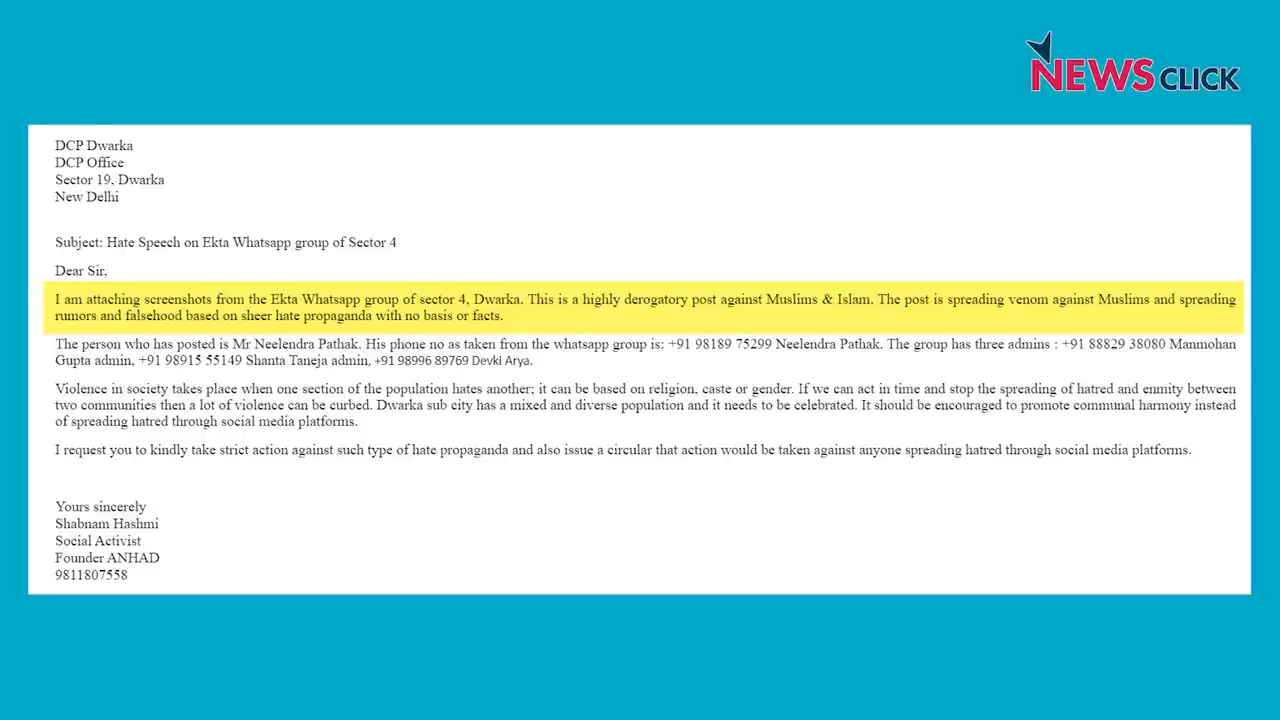 NEWSCLICK
DCP Dwarka
DCP Office
Sector 19, Dwarka
New Delhi
Subject: Hate Speech on Ekta Whatsapp group of Sector 4
Dear Sir,
I am attaching screenshots from the Ekta Whatsapp group of sector 4, Dwarka. This is a highly derogatory post against Muslims & Islam. The post is spreading venom against Muslims and spreading
rumors and falsehood based on sheer hate propaganda with no basis or facts.
The person who has posted is Mr Neelendra Pathak. His phone no as taken from the whatsapp group is: +91 98189 75299 Neelendra Pathak. The group has three admins : +91 88829 38080 Manmohan
Gupta admin, +91 98915 55149 Shanta Taneja admin, +91 98996 89769 Devki Arya.
Violence in society takes place when one section of the population hates another; it can be based on religion, caste or gender. If we can act in time and stop the spreading of hatred and enmity between
two communities then a lot of violence can be curbed. Dwarka sub city has a mixed and diverse population and it needs to be celebrated. It should be encouraged to promote communal harmony instead
of spreading hatred through social media platforms.
I request you to kindly take strict action against such type of hate propaganda and also issue a circular that action would be taken against anyone spreading hatred through social media platforms.
Yours sincerely
Shabnam Hashmi
Social Activist
Founder ANHAD
9811807558